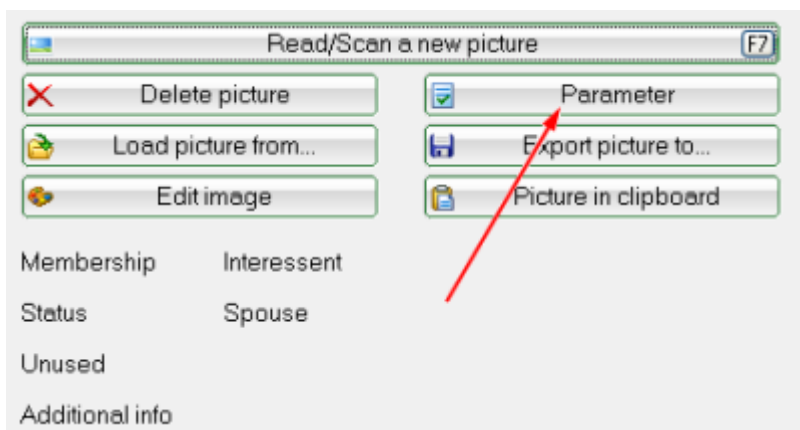 Read/Scan a new picture F7
Delete picture Parameter
Load picture from... Export picture to...
Edit image Picture in clipboard
Membership Interessent
Status Spouse
Unused
Additional info